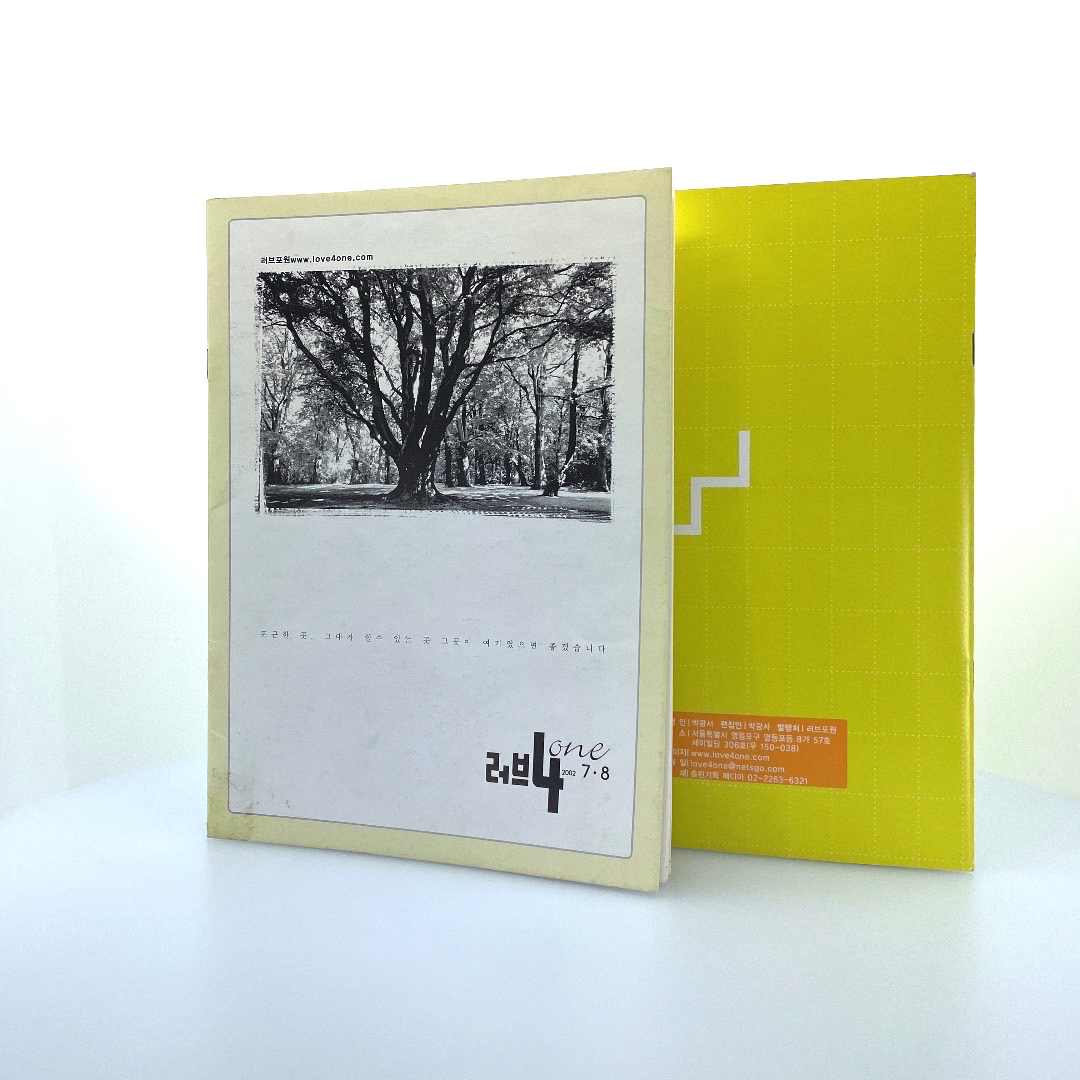 러브포원www.love4one.com
포근한 곳. 그대가 쉴수 있는 곳 그곳이 여기였으면 좋겠습니다
러브4one
2002 7·8
인 | 박광서 편집인 | 박광서 발행처 | 러브포원
소 | 서울특별시 영등포구 영등포동 8가 57호
세미빌딩 306호(우 150-038)
이지| www.love4one.com
일| love4one@netsgo.com
쇄| 출판기획 예디아 02-2263-6321